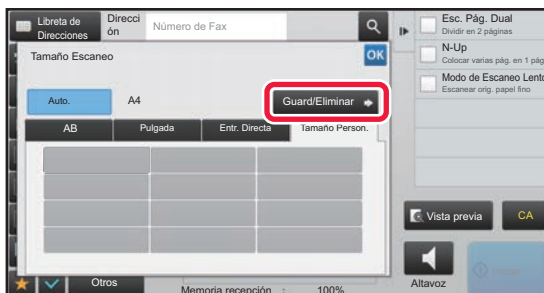 Libreta de
Direcciones
Direcci
ón
Número de Fax
Tamaño Escaneo
OK
Auto.
A4
Guard/Eliminar
AB
Pulgada
Entr. Directa
Tamaño Person.
Otros
Memoria recepción : 100%
Esc. Pág. Dual
Dividir en 2 páginas
N-Up
Colocar varias pág. en 1 pág
Modo de Escaneo Lento
Escanear orig. papel fino
Vista previa
CA
Altavoz